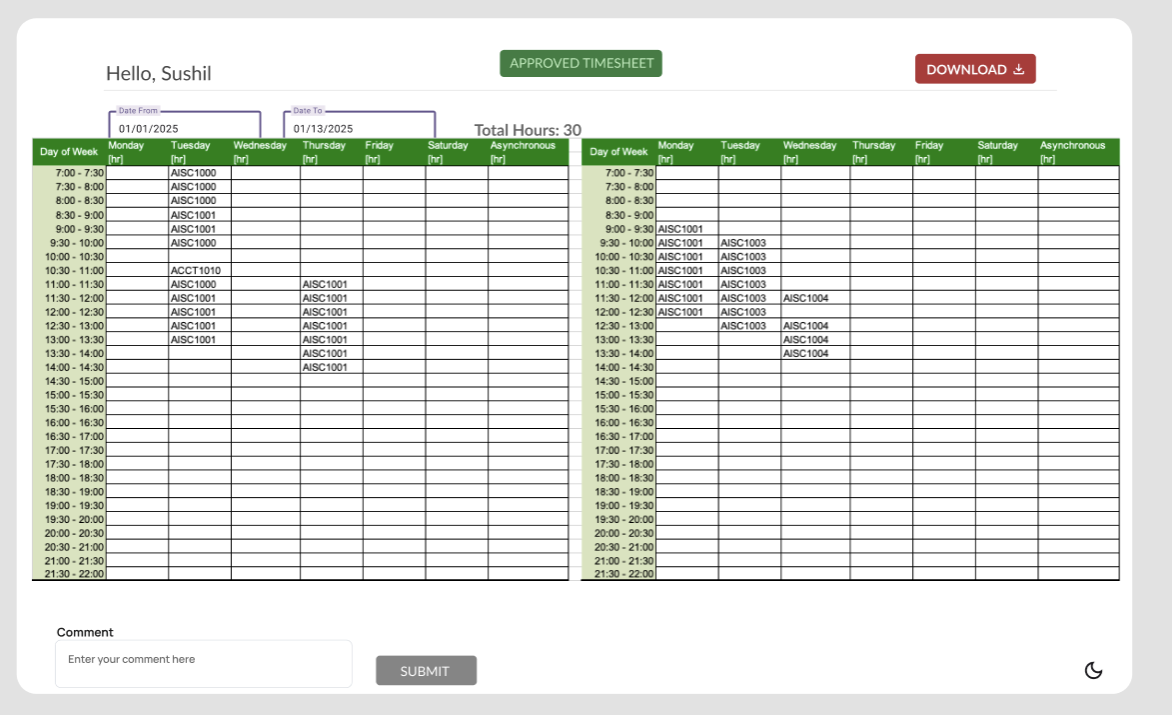 Hello, Sushil
APPROVED TIMESHEET
DOWNLOAD
Date From
01/01/2025
Date To
01/13/2025
Total Hours: 30
Day of Week Monday [hr] Tuesday [hr] Wednesday [hr] Thursday [hr] Friday [hr] Saturday [hr] Asynchronous [hr]
7:00 - 7:30 AISC1000
7:30 - 8:00 AISC1000
8:00 - 8:30 AISC1000
8:30 - 9:00 AISC1001
9:00 - 9:30 AISC1001
9:30 - 10:00 AISC1000
10:00 - 10:30
10:30 - 11:00 ACCT1010
11:00 - 11:30 AISC1000 AISC1001
11:30 - 12:00 AISC1001 AISC1001
12:00 - 12:30 AISC1001 AISC1001
12:30 - 13:00 AISC1001 AISC1001
13:00 - 13:30 AISC1001 AISC1001
13:30 - 14:00 AISC1001
14:00 - 14:30 AISC1001
14:30 - 15:00
15:00 - 15:30
15:30 - 16:00
16:00 - 16:30
16:30 - 17:00
17:00 - 17:30
17:30 - 18:00
18:00 - 18:30
18:30 - 19:00
19:00 - 19:30
19:30 - 20:00
20:00 - 20:30
20:30 - 21:00
21:00 - 21:30
21:30 - 22:00
Day of Week Monday [hr] Tuesday [hr] Wednesday [hr] Thursday [hr] Friday [hr] Saturday [hr] Asynchronous [hr]
7:00 - 7:30
7:30 - 8:00
8:00 - 8:30
8:30 - 9:00
9:00 - 9:30 AISC1001
9:30 - 10:00 AISC1001 AISC1003
10:00 - 10:30 AISC1001 AISC1003
10:30 - 11:00 AISC1001 AISC1003
11:00 - 11:30 AISC1001 AISC1003
11:30 - 12:00 AISC1001 AISC1003 AISC1004
12:00 - 12:30 AISC1001 AISC1003
12:30 - 13:00 AISC1003 AISC1004
13:00 - 13:30 AISC1004
13:30 - 14:00 AISC1004
14:00 - 14:30
14:30 - 15:00
15:00 - 15:30
15:30 - 16:00
16:00 - 16:30
16:30 - 17:00
17:00 - 17:30
17:30 - 18:00
18:00 - 18:30
18:30 - 19:00
19:00 - 19:30
19:30 - 20:00
20:00 - 20:30
20:30 - 21:00
21:00 - 21:30
21:30 - 22:00
Comment
Enter your comment here
SUBMIT